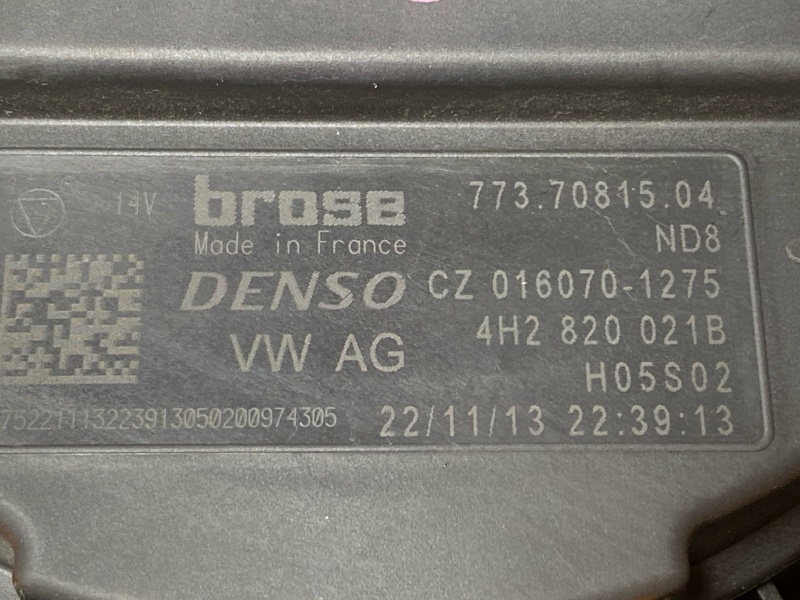 14V brose 773.70815.04
Made in France ND8
DENSO CZ 016070-1275
VW AG 4H2 820 021B
H05S02
75221113223913050200974305 22/11/13 22:39:13